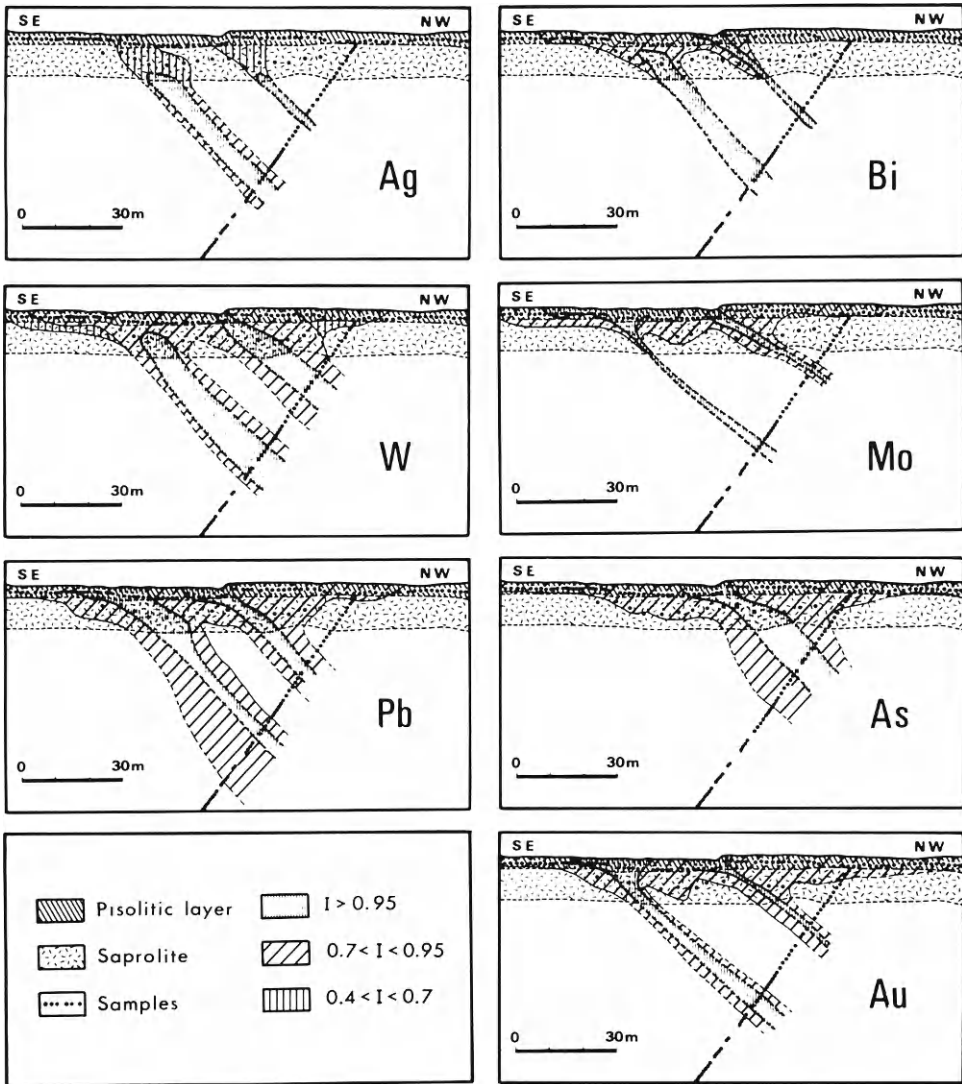 SE NW
Ag
0 30m
SE NW
Bi
0 30m
SE NW
W
0 30m
SE NW
Mo
0 30m
SE NW
Pb
0 30m
SE NW
As
0 30m
Pisolitic layer
I > 0.95
Saprolite
0.7 < I < 0.95
Samples
0.4 < I < 0.7
SE NW
Au
0 30m